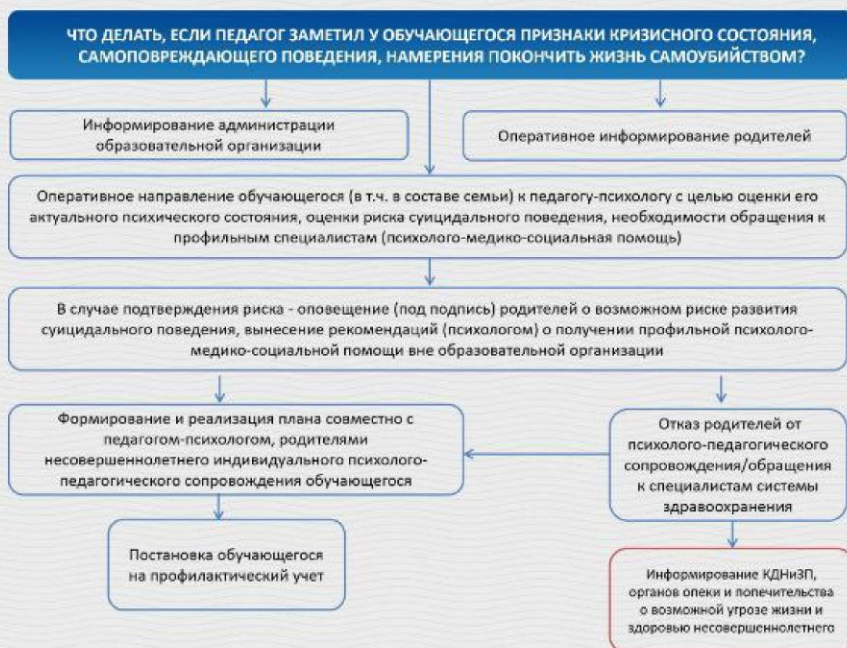 ЧТО ДЕЛАТЬ, ЕСЛИ ПЕДАГОГ ЗАМЕТИЛ У ОБУЧАЮЩЕГОСЯ ПРИЗНАКИ КРИЗИСНОГО СОСТОЯНИЯ,
САМОПОВРЕЖДАЮЩЕГО ПОВЕДЕНИЯ, НАМЕРЕНИЯ ПОКОНЧИТЬ ЖИЗНЬ САМОУБИЙСТВОМ?
Информирование администрации
образовательной организации
Оперативное информирование родителей
Оперативное направление обучающегося (в т.ч. в составе семьи) к педагогу-психологу с целью оценки его
актуального психического состояния, оценки риска суицидального поведения, необходимости обращения к
профильным специалистам (психолого-медико-социальная помощь)
В случае подтверждения риска - оповещение (под подпись) родителей о возможном риске развития
суицидального поведения, вынесение рекомендаций (психологом) о получении профильной психолого-
медико-социальной помощи вне образовательной организации
Формирование и реализация плана совместно с
педагогом-психологом, родителями
несовершеннолетнего индивидуального психолого-
педагогического сопровождения обучающегося
Отказ родителей от
психолого-педагогического
сопровождения/обращения
к специалистам системы
здравоохранения
Постановка обучающегося
на профилактический учет
Информирование КДНиЗП,
органов опеки и попечительства
о возможной угрозе жизни и
здоровью несовершеннолетнего